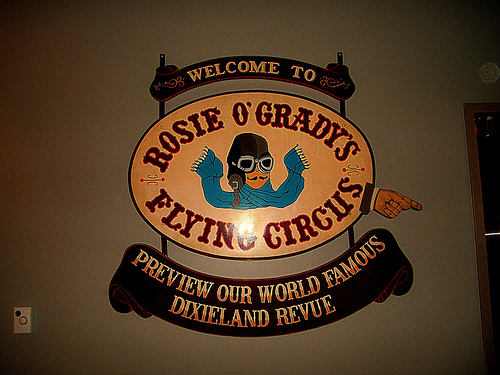 WELCOME TO
ROSIE O'GRADY'S
FLYING CIRCUS
PREVIEW OUR WORLD FAMOUS
DIXIELAND REVUE